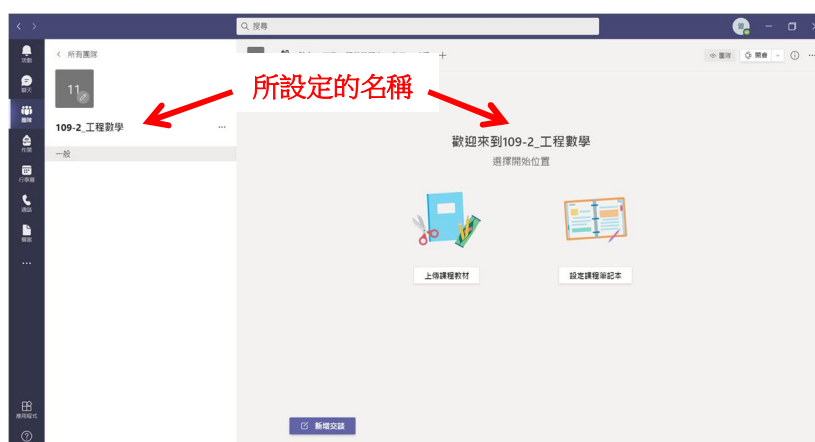 搜尋
活動
聊天
團隊
作業
行事曆
通話
檔案
應用程式
所有團隊
11
109-2_工程數學
一般
團隊
開會
所設定的名稱
歡迎來到109-2_工程數學
選擇開始位置
上傳課程教材
設定課程筆記本
新增交談